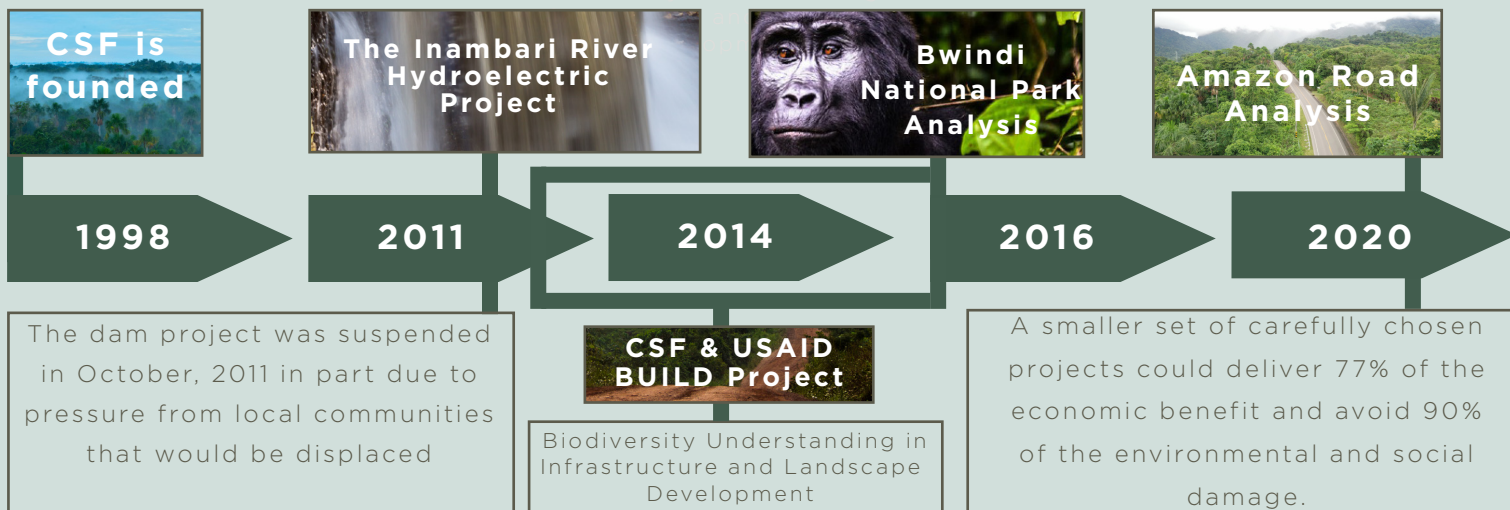 CSF is
founded
The Inambari River
Hydroelectric
Project
Bwindi
National Park
Analysis
Amazon Road
Analysis
1998
2011
2014
2016
2020
The dam project was suspended
in October, 2011 in part due to
pressure from local communities
that would be displaced
CSF & USAID
BUILD Project
Biodiversity Understanding in
Infrastructure and Landscape
Development
A smaller set of carefully chosen
projects could deliver 77% of the
economic benefit and avoid 90%
of the environmental and social
damage.